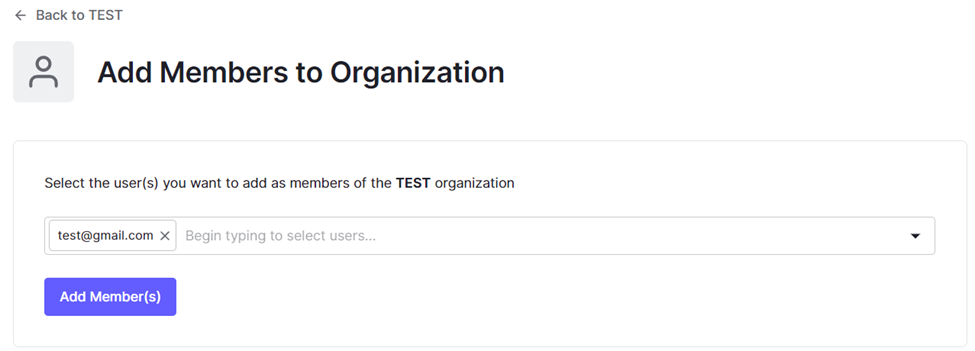 Back to TEST
Add Members to Organization
Select the user(s) you want to add as members of the TEST organization
test@gmail.com Begin typing to select users...
Add Member(s)